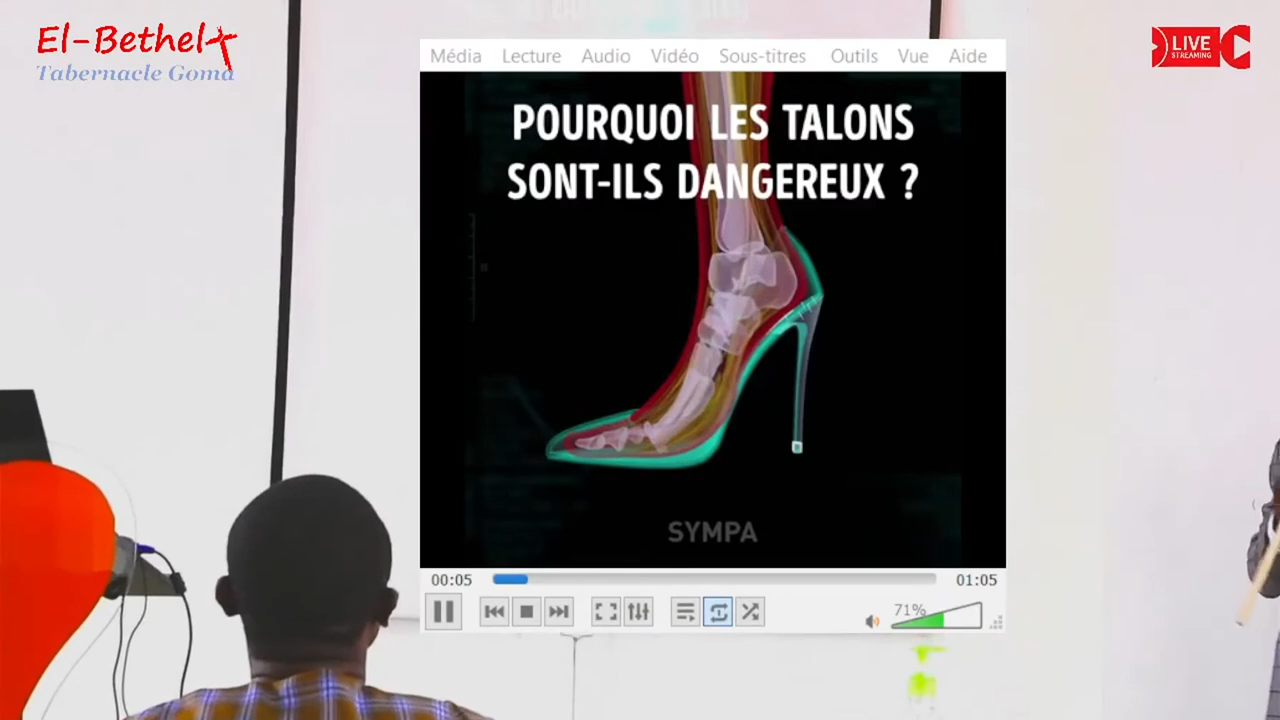 El-Bethel
Tabernacle Goma
LIVE
STREAMING
Média Lecture Audio Vidéo Sous-titres Outils Vue Aide
POURQUOI LES TALONS
SONT-ILS DANGEREUX ?
SYMPA
00:05
01:05
71%